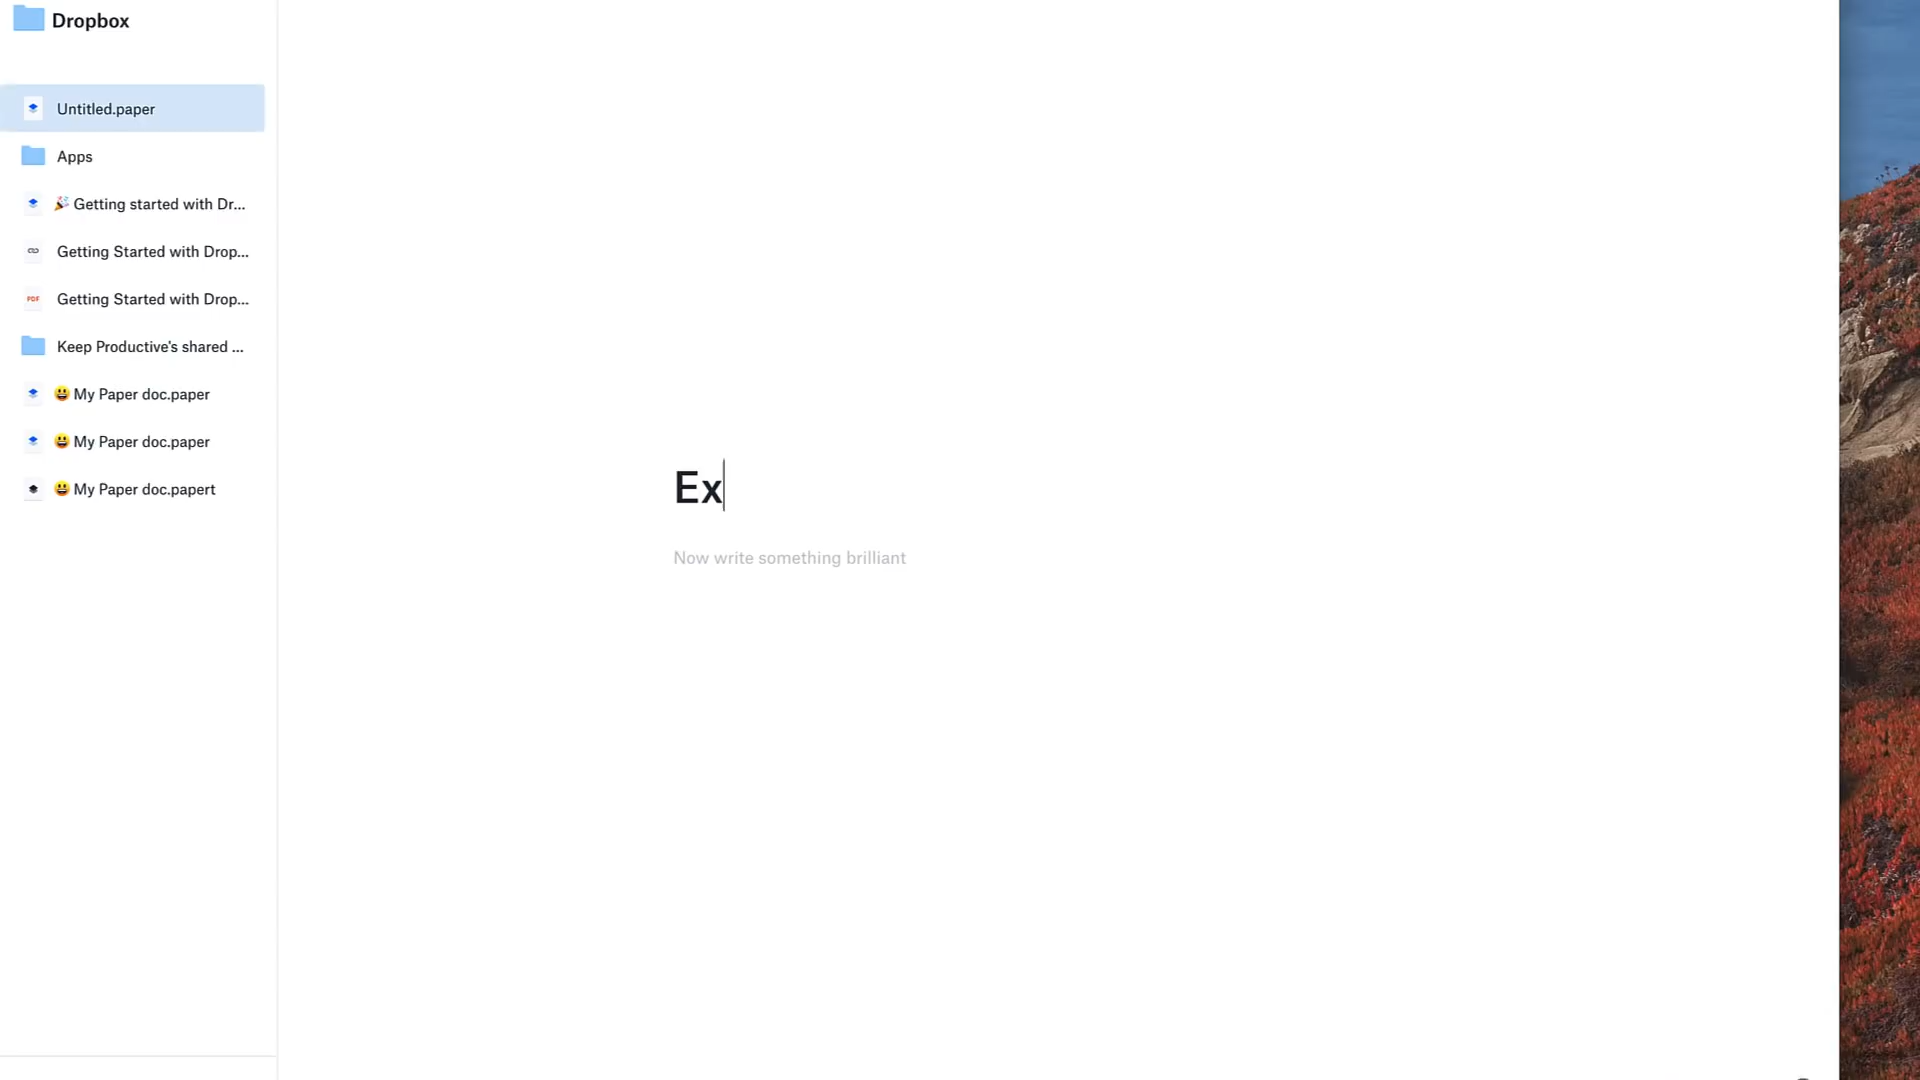 Dropbox
Untitled.paper
Apps
🎉 Getting started with Dr...
Getting Started with Drop...
PDF
Getting Started with Drop...
Keep Productive's shared ...
😃 My Paper doc.paper
😃 My Paper doc.paper
😃 My Paper doc.papert
Ex
Now write something brilliant